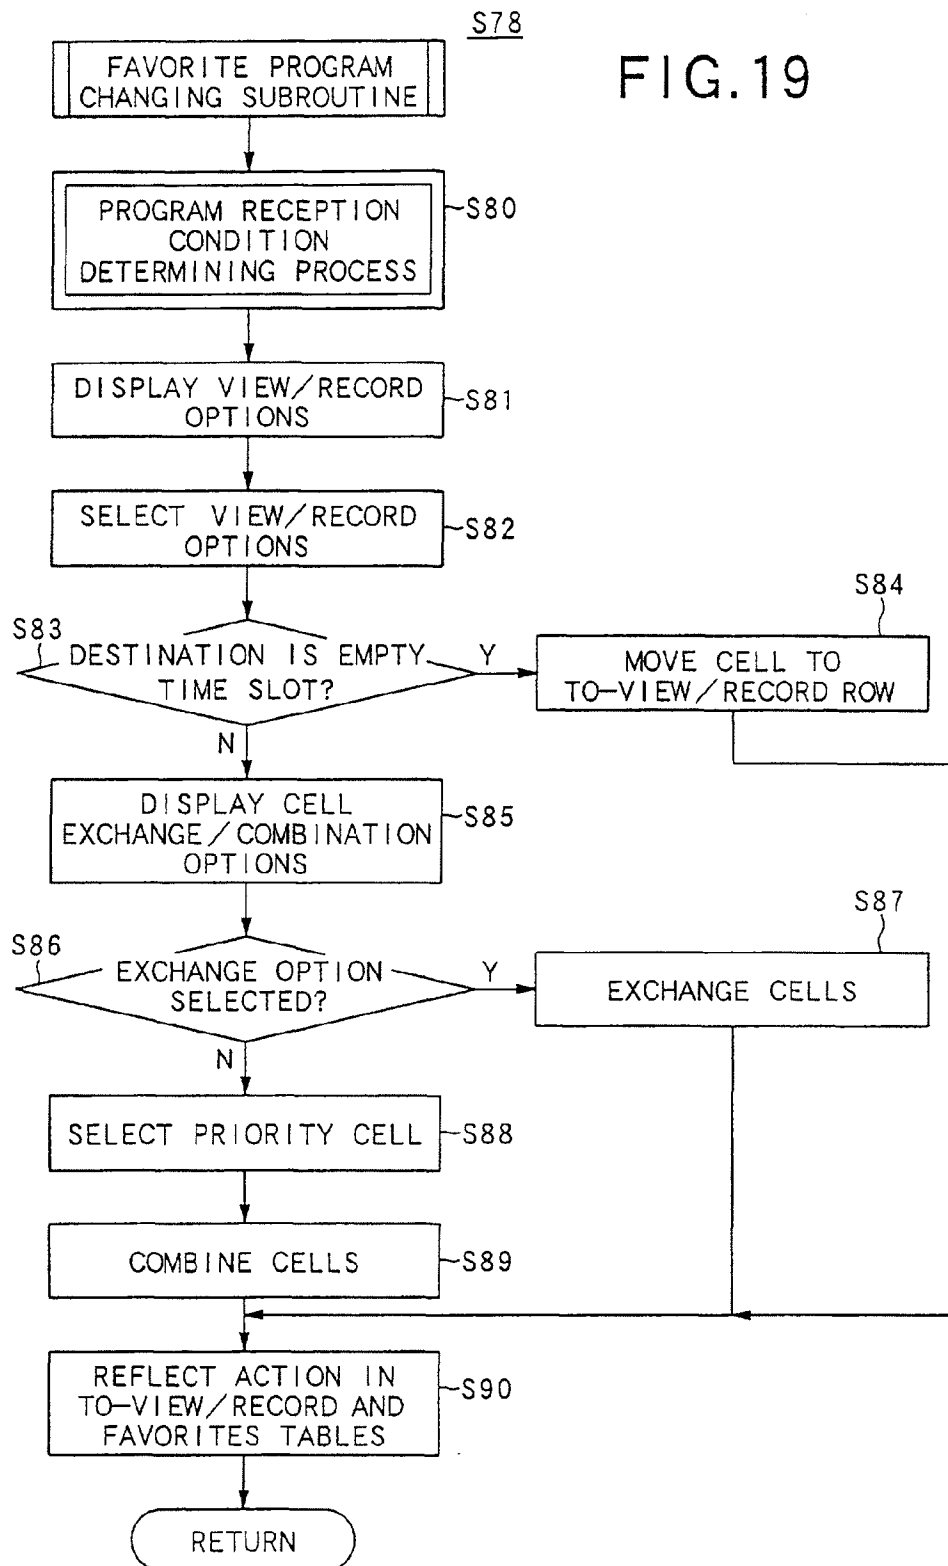 S78
FIG.19
FAVORITE PROGRAM
CHANGING SUBROUTINE
PROGRAM RECEPTION
CONDITION
DETERMINING PROCESS
S80
DISPLAY VIEW/RECORD
OPTIONS
S81
SELECT VIEW/RECORD
OPTIONS
S82
S83
DESTINATION IS EMPTY
TIME SLOT?
Y
N
S84
MOVE CELL TO
TO-VIEW/RECORD ROW
DISPLAY CELL
EXCHANGE/COMBINATION
OPTIONS
S85
S86
EXCHANGE OPTION
SELECTED?
Y
N
S87
EXCHANGE CELLS
SELECT PRIORITY CELL
S88
COMBINE CELLS
S89
REFLECT ACTION IN
TO-VIEW/RECORD AND
FAVORITES TABLES
S90
RETURN